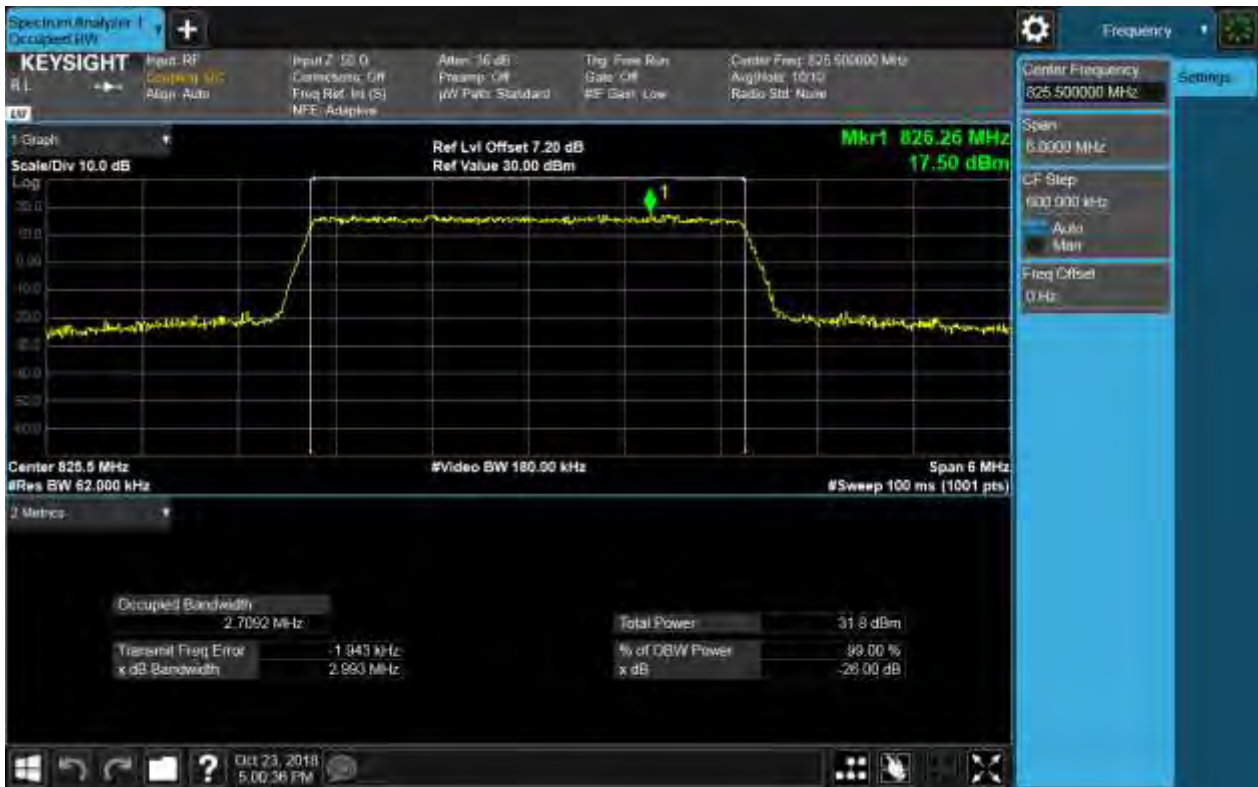 Spectrum Analyzer 1
Occupied BW
Frequency
KEYSIGHT
Input: RF
Coupling: DC
Align: Auto
Input Z: 50 Ω
Corrections: Off
Freq Ref: Int (S)
NFE: Adaptive
Atten: 36 dB
Preamp: Off
µW Path: Standard
Trig: Free Run
Gate: Off
#IF Gain: Low
Center Freq: 825.500000 MHz
Avg|Hold: 10/10
Radio Std: None
R L
Center Frequency
825.500000 MHz
Settings
Span
6.0000 MHz
CF Step
600.000 kHz
Auto
Man
Freq Offset
0 Hz
1 Graph
Scale/Div 10.0 dB
Ref Lvl Offset 7.20 dB
Ref Value 30.00 dBm
Mkr1 826.26 MHz
17.50 dBm
Log
20.0
10.0
0.00
1
Center 825.5 MHz
#Res BW 62.000 kHz
#Video BW 180.00 kHz
Span 6 MHz
#Sweep 100 ms (1001 pts)
2 Metrics
Occupied Bandwidth
2.7092 MHz
Transmit Freq Error
-1.943 kHz
x dB Bandwidth
2.993 MHz
Total Power
31.8 dBm
% of OBW Power
99.00 %
x dB
-26.00 dB
?
Oct 23, 2018
5:00:36 PM